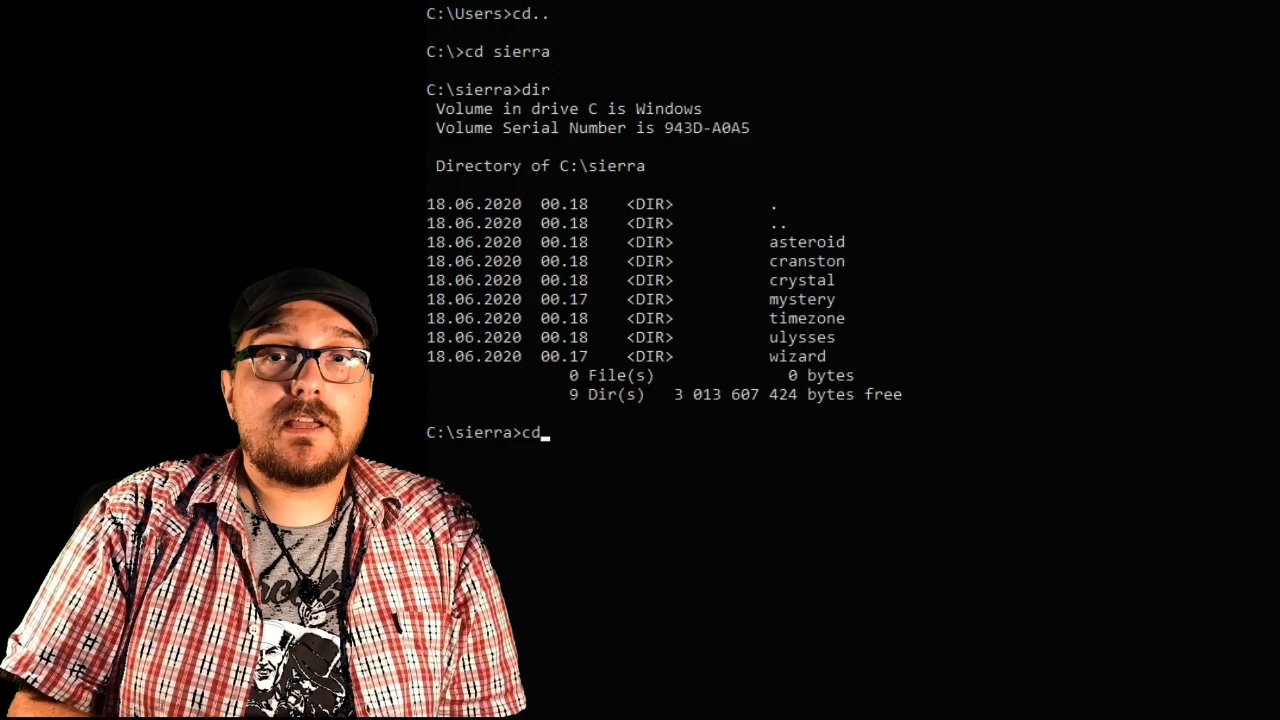 C:\Users>cd..
C:\>cd sierra
C:\sierra>dir
Volume in drive C is Windows
Volume Serial Number is 943D-A0A5
Directory of C:\sierra
18.06.2020 00.18 <DIR> .
18.06.2020 00.18 <DIR> ..
18.06.2020 00.18 <DIR> asteroid
18.06.2020 00.18 <DIR> cranston
18.06.2020 00.18 <DIR> crystal
18.06.2020 00.17 <DIR> mystery
18.06.2020 00.18 <DIR> timezone
18.06.2020 00.18 <DIR> ulysses
18.06.2020 00.17 <DIR> wizard
0 File(s) 0 bytes
9 Dir(s) 3 013 607 424 bytes free
C:\sierra>cd_